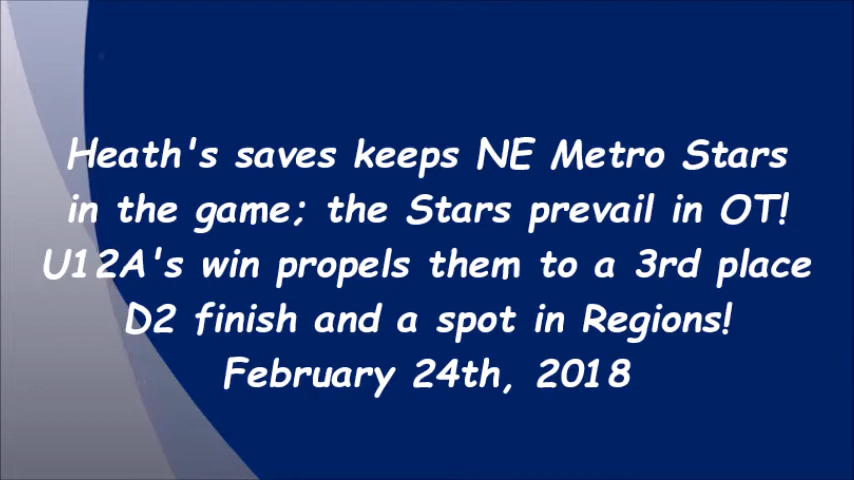 Heath's saves keeps NE Metro Stars
in the game; the Stars prevail in OT!
U12A's win propels them to a 3rd place
D2 finish and a spot in Regions!
February 24th, 2018